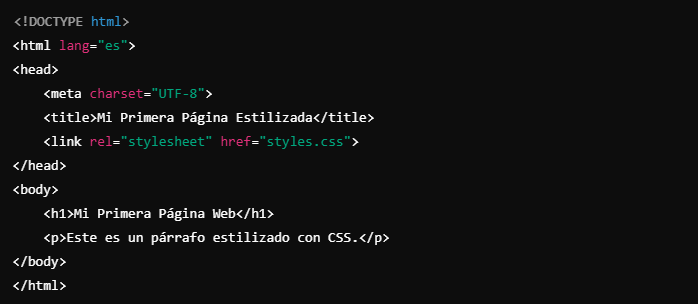 <!DOCTYPE html>
<html lang="es">
<head>
    <meta charset="UTF-8">
    <title>Mi Primera Página Estilizada</title>
    <link rel="stylesheet" href="styles.css">
</head>
<body>
    <h1>Mi Primera Página Web</h1>
    <p>Este es un párrafo estilizado con CSS.</p>
</body>
</html>